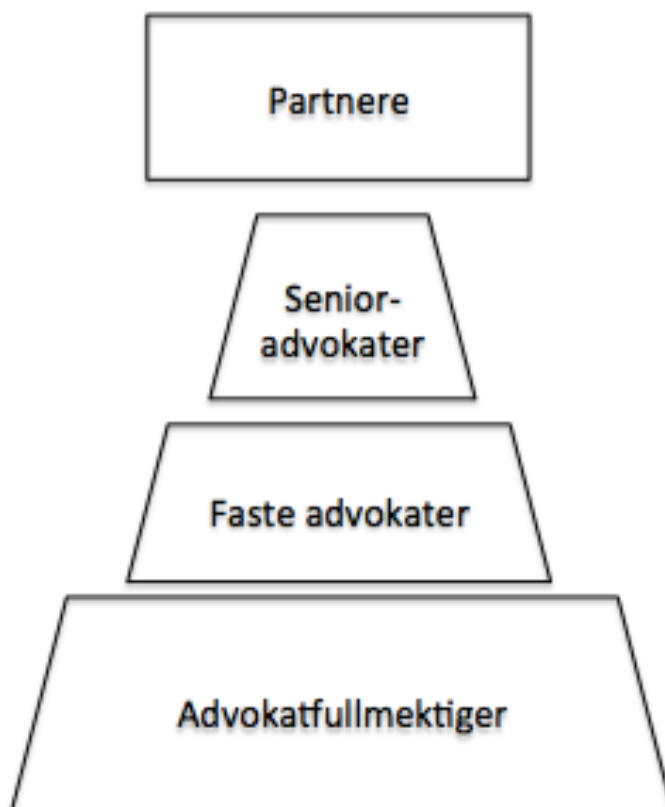 Partnere
Senior-
advokater
Faste advokater
Advokatfullmektiger